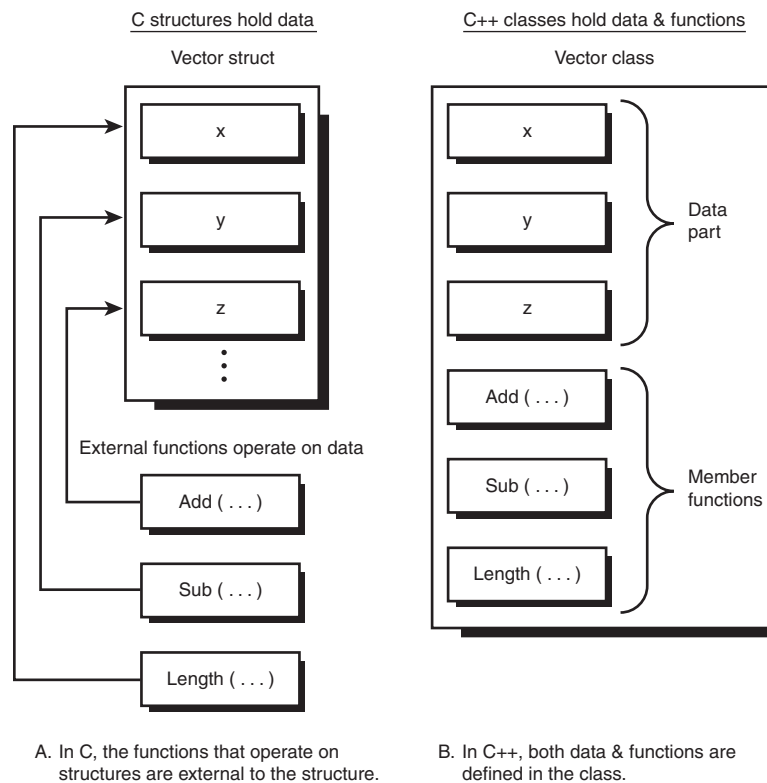 C structures hold data
Vector struct
x
y
z
External functions operate on data
Add ( . . . )
Sub ( . . . )
Length ( . . . )
A. In C, the functions that operate on
structures are external to the structure.
C++ classes hold data & functions
Vector class
x
y
z
Data
part
Add ( . . . )
Sub ( . . . )
Length ( . . . )
Member
functions
B. In C++, both data & functions are
defined in the class.